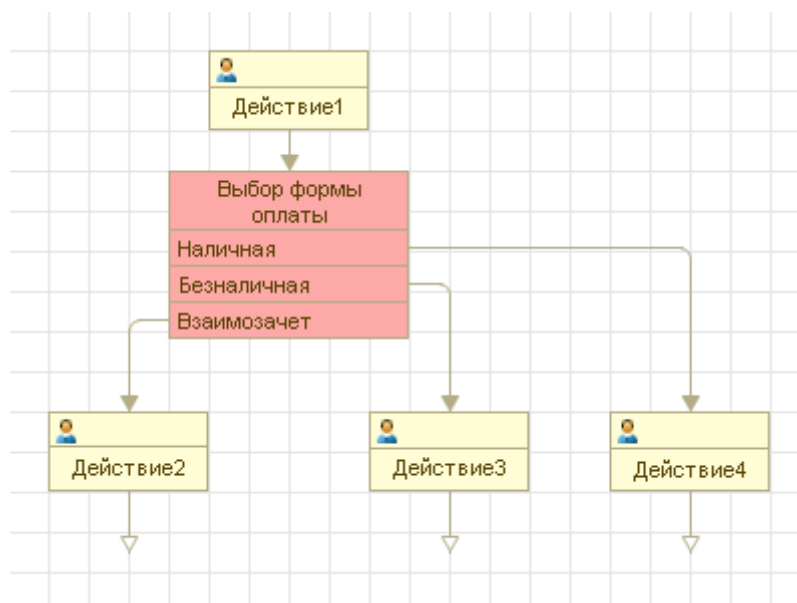 Действие1
Выбор формы
оплаты
Наличная
Безналичная
Взаимозачет
Действие2
Действие3
Действие4